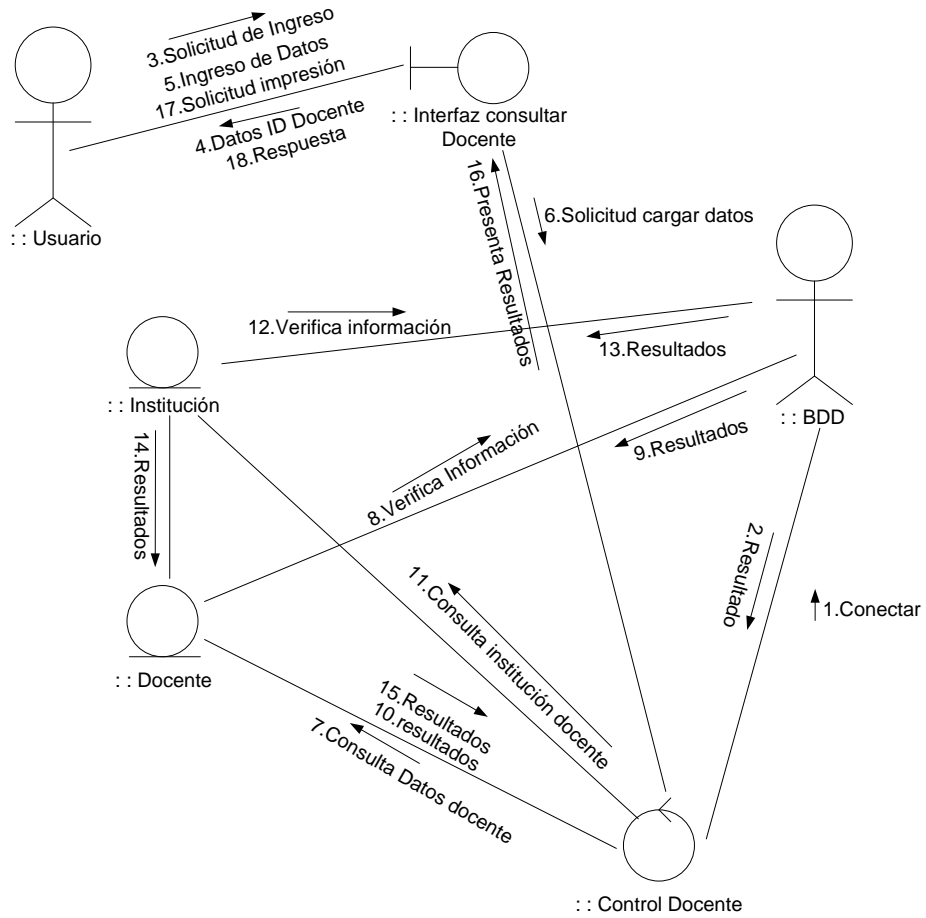 3.Solicitud de Ingreso
5.Ingreso de Datos
17.Solicitud impresión
4.Datos ID Docente
18.Respuesta
: : Interfaz consultar
Docente
: : Usuario
16.Presenta Resultados
6.Solicitud cargar datos
12.Verifica información
13.Resultados
: : Institución
: : BDD
14.Resultados
8.Verifica Información
9.Resultados
11.Consulta institución docente
2.Resultado
1.Conectar
: : Docente
15.Resultados
10.resultados
7.Consulta Datos docente
: : Control Docente